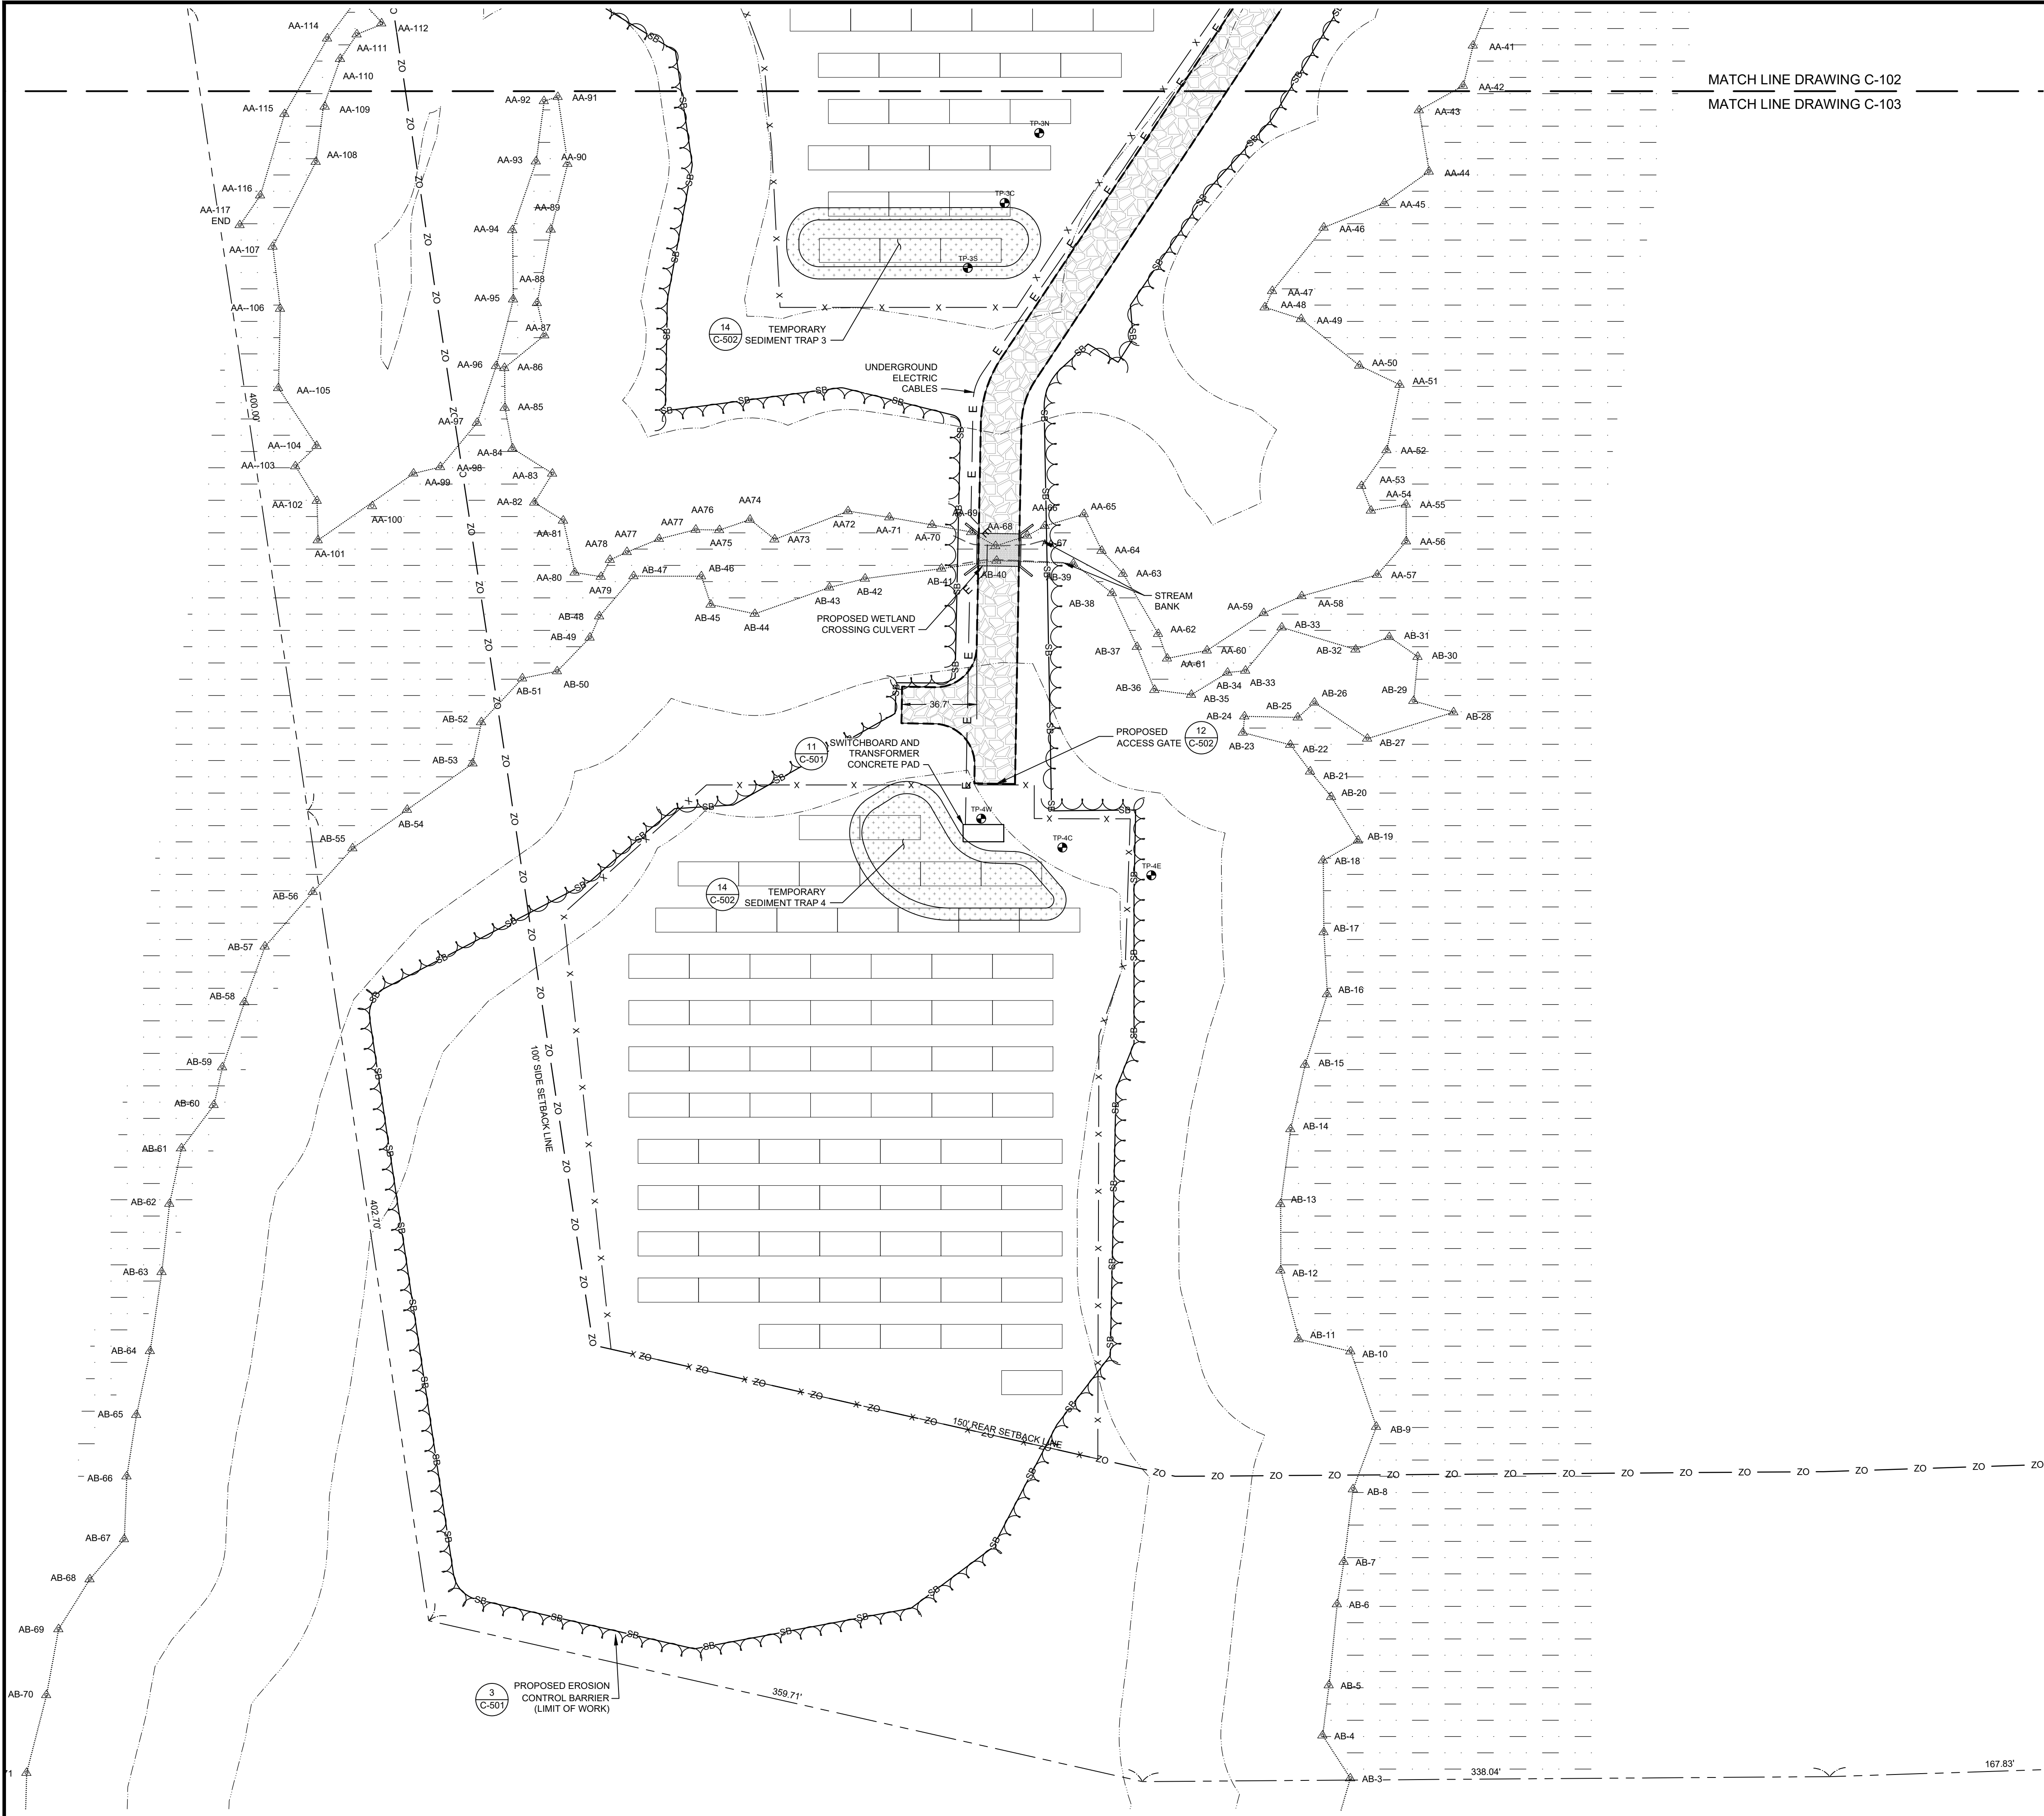 MATCH LINE DRAWING C-102
MATCH LINE DRAWING C-103
AA-114
AA-112
AA-111
AA-110
AA-115
AA-109
AA-108
AA-116
AA-117
END
AA-107
AA--106
AA--105
AA--104
AA--103
AA-102
AA-101
AA-100
AA-99
AA-98
AA-97
AA-96
AA-95
AA-94
AA-93
AA-92
AA-91
AA-90
AA-89
AA-88
AA-87
AA-86
AA-85
AA-84
AA-83
AA-82
AA-81
AA-80
AA79
AA78
AA77
AA77
AA76
AA75
AA74
AA73
AA72
AA-71
AA-70
AA-69
AA-68
AA-67
AA-66
AA-65
AA-64
AA-63
AA-62
AA-61
AA-60
AA-59
AA-58
AA-57
AA-56
AA-55
AA-54
AA-53
AA-52
AA-51
AA-50
AA-49
AA-48
AA-47
AA-46
AA-45
AA-44
AA-43
AA-42
AA-41
TP-3N
TP-3C
TP-3S
14
C-502
TEMPORARY
SEDIMENT TRAP 3
UNDERGROUND
ELECTRIC
CABLES
400.00'
STREAM
BANK
PROPOSED WETLAND
CROSSING CULVERT
36.7'
11
C-501
SWITCHBOARD AND
TRANSFORMER
CONCRETE PAD
PROPOSED
ACCESS GATE
12
C-502
TP-4W
TP-4C
TP-4E
14
C-502
TEMPORARY
SEDIMENT TRAP 4
100' SIDE SETBACK LINE
150' REAR SETBACK LINE
402.70'
3
C-501
PROPOSED EROSION
CONTROL BARRIER
(LIMIT OF WORK)
359.71'
338.04'
167.83'
AB-3
AB-4
AB-5
AB-6
AB-7
AB-8
AB-9
AB-10
AB-11
AB-12
AB-13
AB-14
AB-15
AB-16
AB-17
AB-18
AB-19
AB-20
AB-21
AB-22
AB-23
AB-24
AB-25
AB-26
AB-27
AB-28
AB-29
AB-30
AB-31
AB-32
AB-33
AB-33
AB-34
AB-35
AB-36
AB-37
AB-38
AB-39
AB-40
AB-41
AB-42
AB-43
AB-44
AB-45
AB-46
AB-47
AB-48
AB-49
AB-50
AB-51
AB-52
AB-53
AB-54
AB-55
AB-56
AB-57
AB-58
AB-59
AB-60
AB-61
AB-62
AB-63
AB-64
AB-65
AB-66
AB-67
AB-68
AB-69
AB-70
ZO
SB
X
E